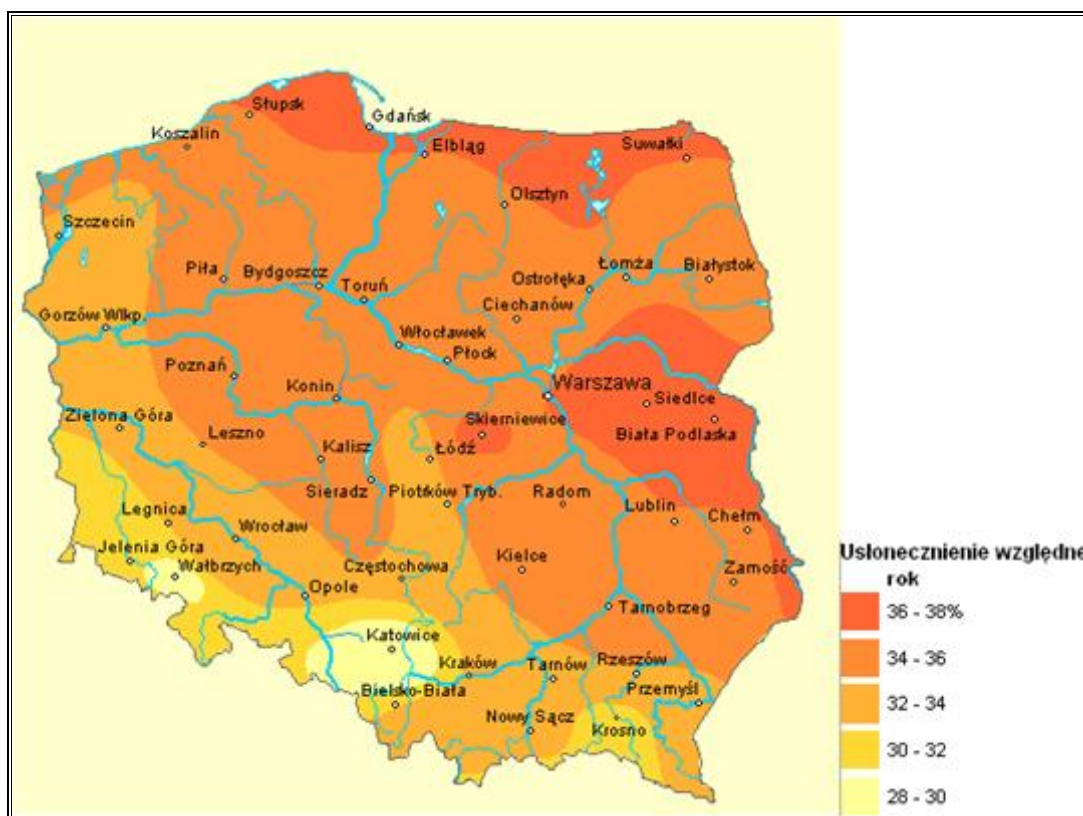 Słupsk
Gdańsk
Koszalin
Elbląg
Suwałki
Olsztyn
Szczecin
Piła
Bydgoszcz
Toruń
Ostrołęka
Łomża
Białystok
Ciechanów
Gorzów Wlkp.
Włocławek
Płock
Poznań
Konin
Warszawa
Siedlce
Skierniewice
Biała Podlaska
Zielona Góra
Leszno
Kalisz
Łódź
Sieradz
Piotrków Tryb.
Radom
Lublin
Chełm
Legnica
Wrocław
Jelenia Góra
Wałbrzych
Kielce
Zamość
Częstochowa
Opole
Tarnobrzeg
Katowice
Kraków
Tarnów
Rzeszów
Przemyśl
Bielsko-Biała
Nowy Sącz
Krosno
Usłonecznienie względne
rok
36 - 38%
34 - 36
32 - 34
30 - 32
28 - 30